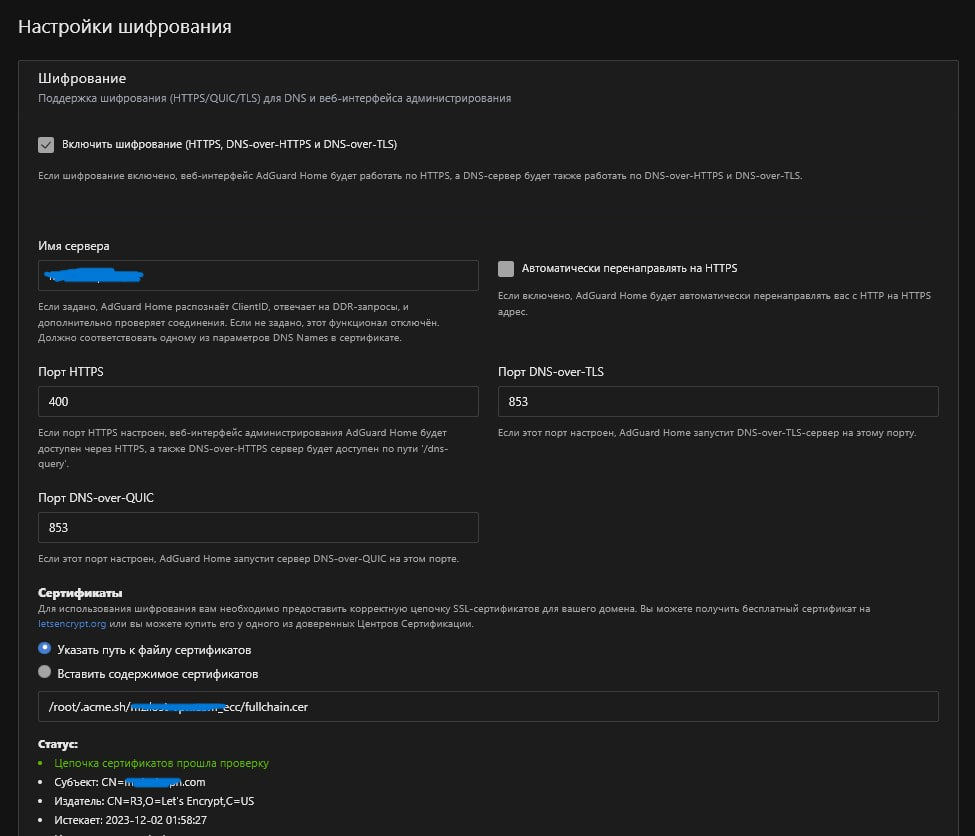 Настройки шифрования
Шифрование
Поддержка шифрования (HTTPS/QUIC/TLS) для DNS и веб-интерфейса администрирования
Включить шифрование (HTTPS, DNS-over-HTTPS и DNS-over-TLS)
Если шифрование включено, веб-интерфейс AdGuard Home будет работать по HTTPS, а DNS-сервер будет также работать по DNS-over-HTTPS и DNS-over-TLS.
Имя сервера
Автоматически перенаправлять на HTTPS
Если задано, AdGuard Home распознаёт ClientID, отвечает на DDR-запросы, и
дополнительно проверяет соединения. Если не задано, этот функционал отключён.
Должно соответствовать одному из параметров DNS Names в сертификате.
Если включено, AdGuard Home будет автоматически перенаправлять вас с HTTP на HTTPS
адрес.
Порт HTTPS
400
Если порт HTTPS настроен, веб-интерфейс администрирования AdGuard Home будет
доступен через HTTPS, а также DNS-over-HTTPS сервер будет доступен по пути '/dns-
query'.
Порт DNS-over-TLS
853
Если этот порт настроен, AdGuard Home запустит DNS-over-TLS-сервер на этому порту.
Порт DNS-over-QUIC
853
Если этот порт настроен, AdGuard Home запустит сервер DNS-over-QUIC на этом порте.
Сертификаты
Для использования шифрования вам необходимо предоставить корректную цепочку SSL-сертификатов для вашего домена. Вы можете получить бесплатный сертификат на
letsencrypt.org или вы можете купить его у одного из доверенных Центров Сертификации.
Указать путь к файлу сертификатов
Вставить содержимое сертификатов
/root/.acme.sh/ _ecc/fullchain.cer
Статус:
Цепочка сертификатов прошла проверку
Субъект: CN= .com
Издатель: CN=R3,O=Let's Encrypt,C=US
Истекает: 2023-12-02 01:58:27